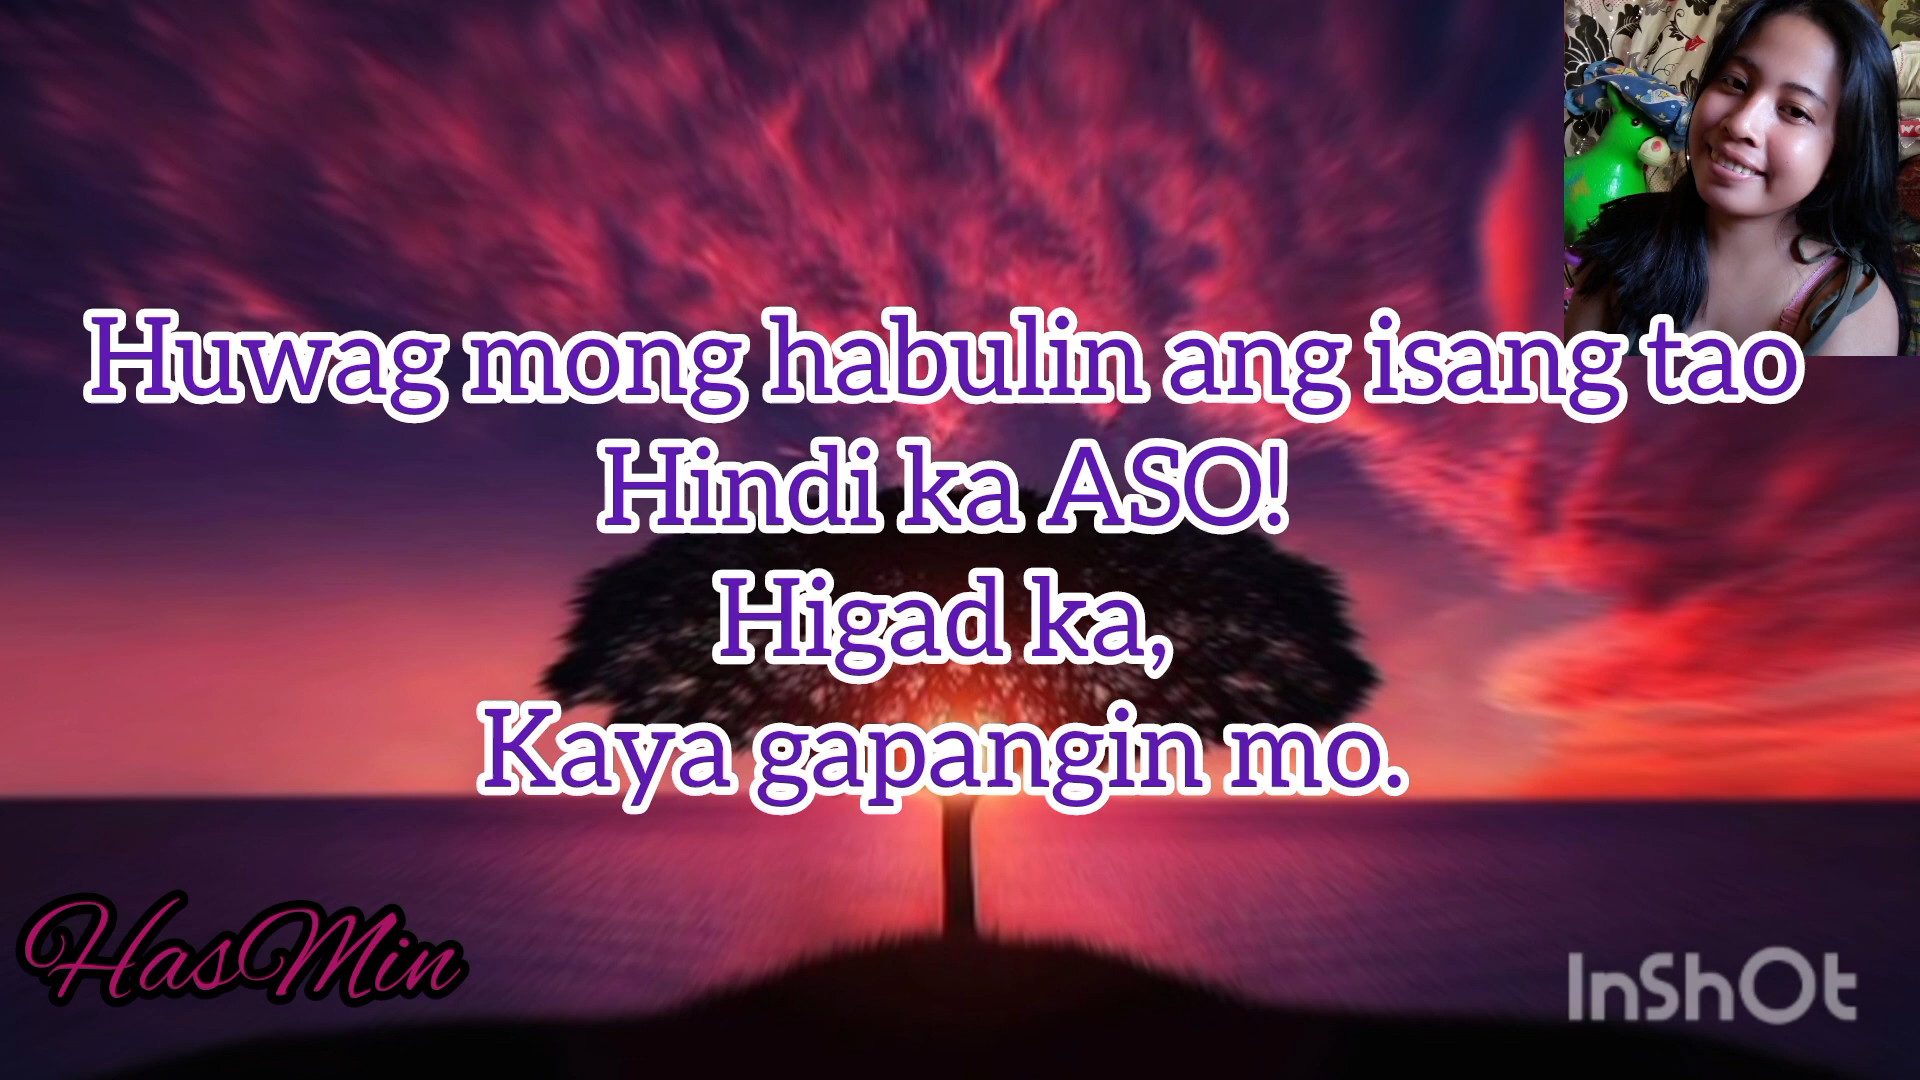 Huwag mong habulin ang isang tao
Hindi ka ASO!
Higad ka,
Kaya gapangin mo.
HasMin
InShOt